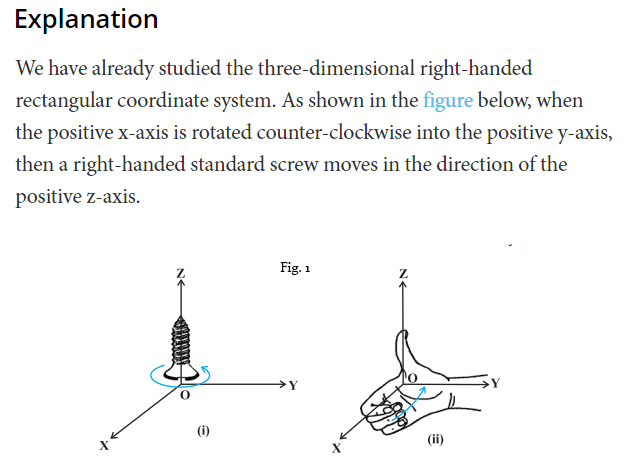 Explanation
We have already studied the three-dimensional right-handed
rectangular coordinate system. As shown in the figure below, when
the positive x-axis is rotated counter-clockwise into the positive y-axis,
then a right-handed standard screw moves in the direction of the
positive z-axis.
Fig. 1
Z
Y
O
X
(i)
Z
O
Y
X
(ii)